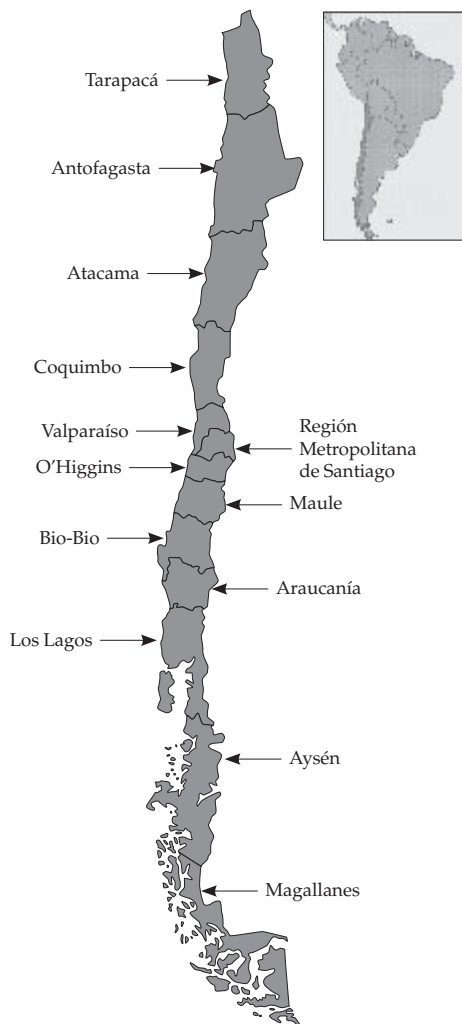 Tarapacá
Antofagasta
Atacama
Coquimbo
Valparaíso
Región
Metropolitana
de Santiago
O’Higgins
Maule
Bio-Bio
Araucanía
Los Lagos
Aysén
Magallanes